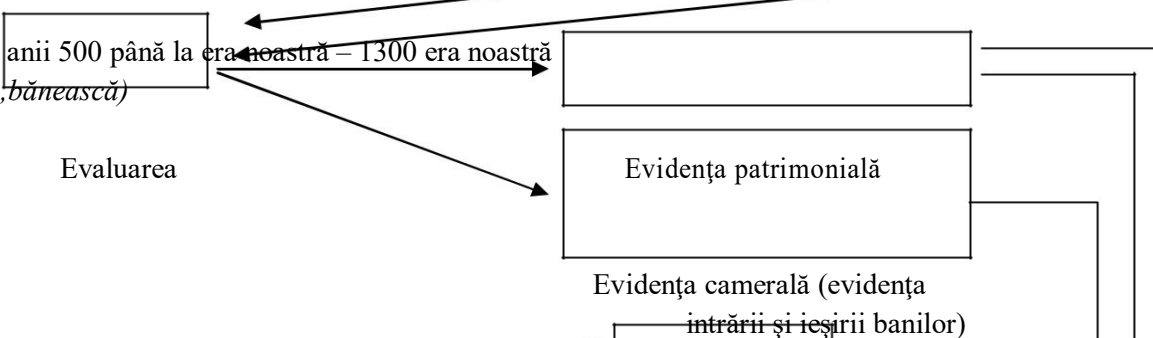 anii 500 până la era noastră – 1300 era noastră
,bănească)
Evaluarea
Evidenţa patrimonială
Evidenţa camerală (evidenţa
intrării şi ieşirii banilor)